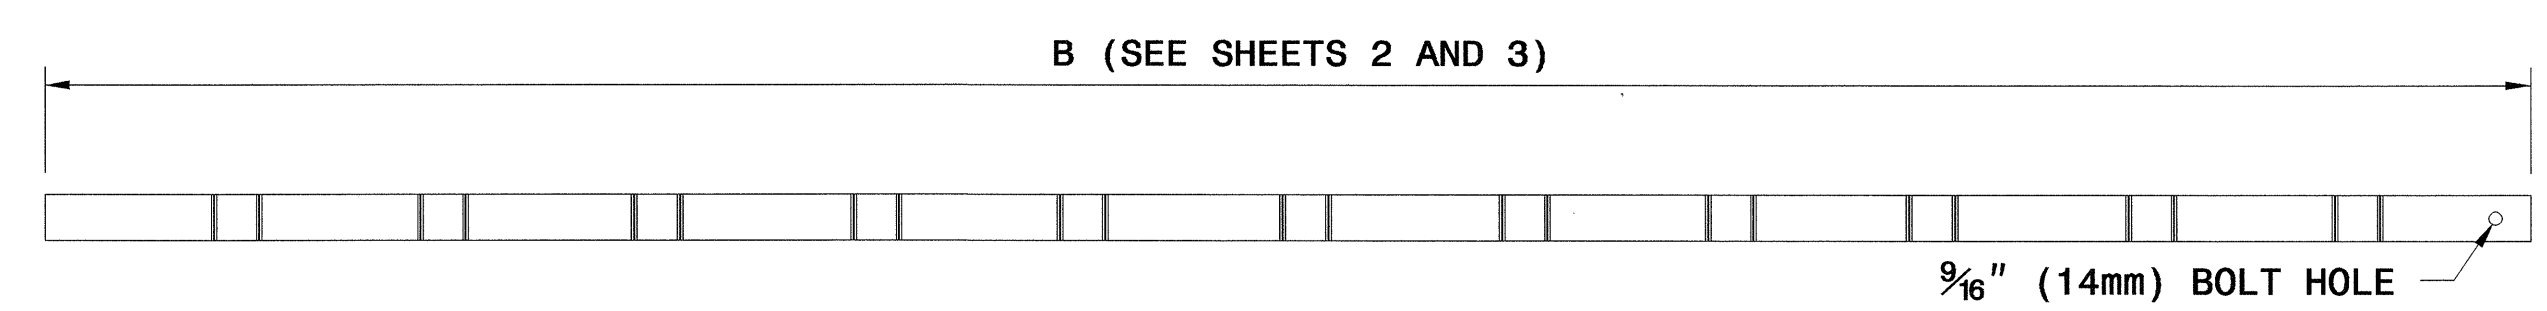 B (SEE SHEETS 2 AND 3)
9/16" (14mm) BOLT HOLE